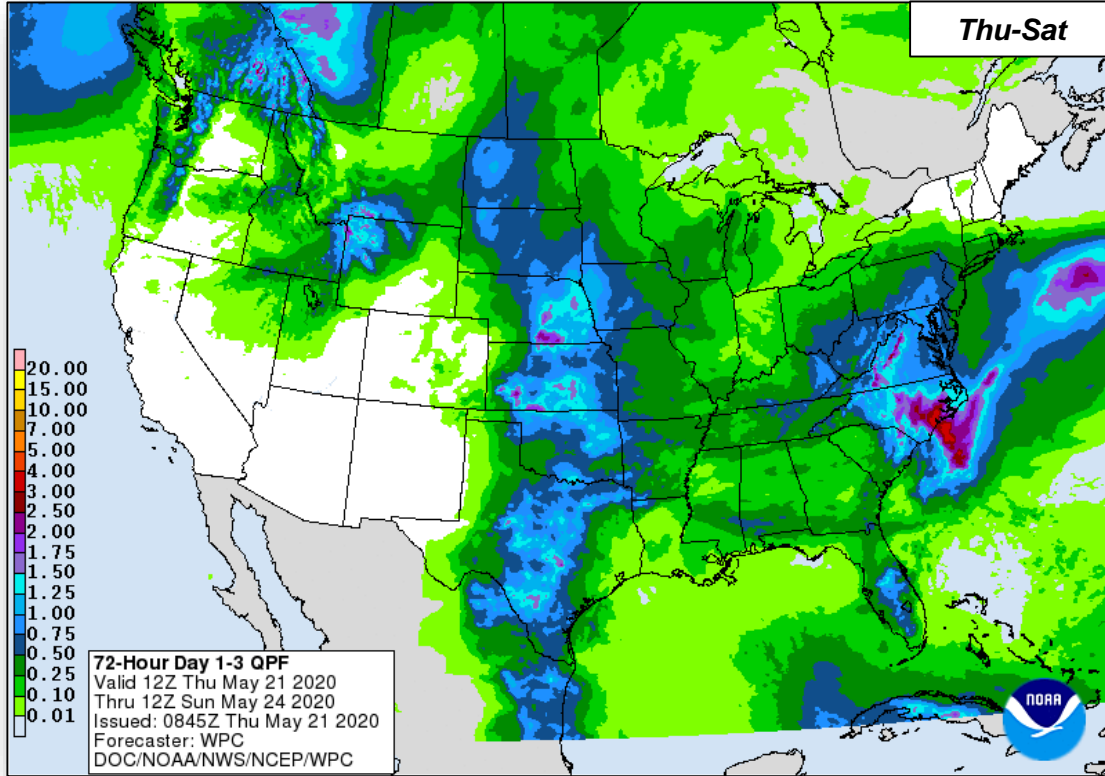 Thu-Sat
20.00
15.00
10.00
7.00
5.00
4.00
3.00
2.50
2.00
1.75
1.50
1.25
1.00
0.75
0.50
0.25
0.10
0.01
72-Hour Day 1-3 QPF
Valid 12Z Thu May 21 2020
Thru 12Z Sun May 24 2020
Issued: 0845Z Thu May 21 2020
Forecaster: WPC
DOC/NOAA/NWS/NCEP/WPC
NOAA